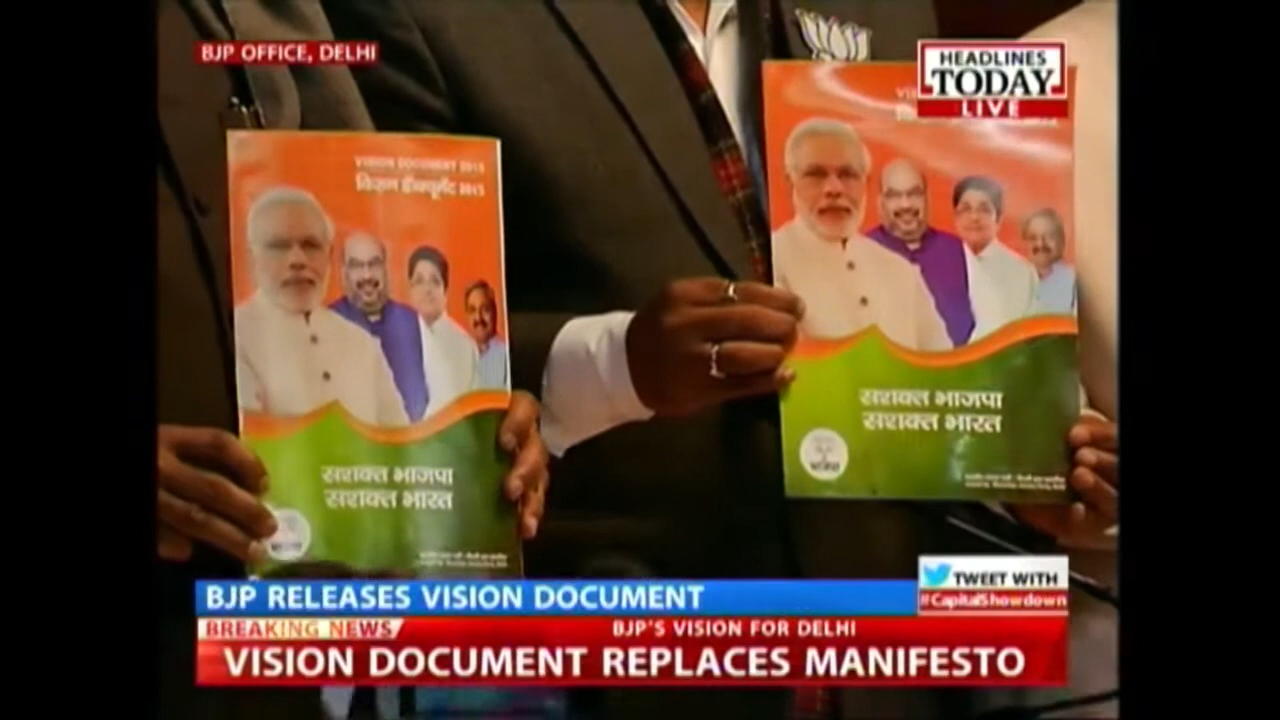 BJP OFFICE, DELHI
HEADLINES
TODAY
LIVE
VISION DOCUMENT 2015
विज़न डॉक्यूमेंट 2015
सशक्त भाजपा
सशक्त भारत
सशक्त भाजपा
सशक्त भारत
भाजपा
BJP RELEASES VISION DOCUMENT
TWEET WITH
#CapitalShowdown
BREAKING NEWS
BJP'S VISION FOR DELHI
VISION DOCUMENT REPLACES MANIFESTO